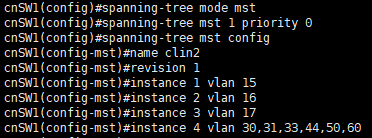 cnSW1(config)#spanning-tree mode mst
cnSW1(config)#spanning-tree mst 1 priority 0
cnSW1(config)#spanning-tree mst config
cnSW1(config-mst)#name clin2
cnSW1(config-mst)#revision 1
cnSW1(config-mst)#instance 1 vlan 15
cnSW1(config-mst)#instance 2 vlan 16
cnSW1(config-mst)#instance 3 vlan 17
cnSW1(config-mst)#instance 4 vlan 30,31,33,44,50,60